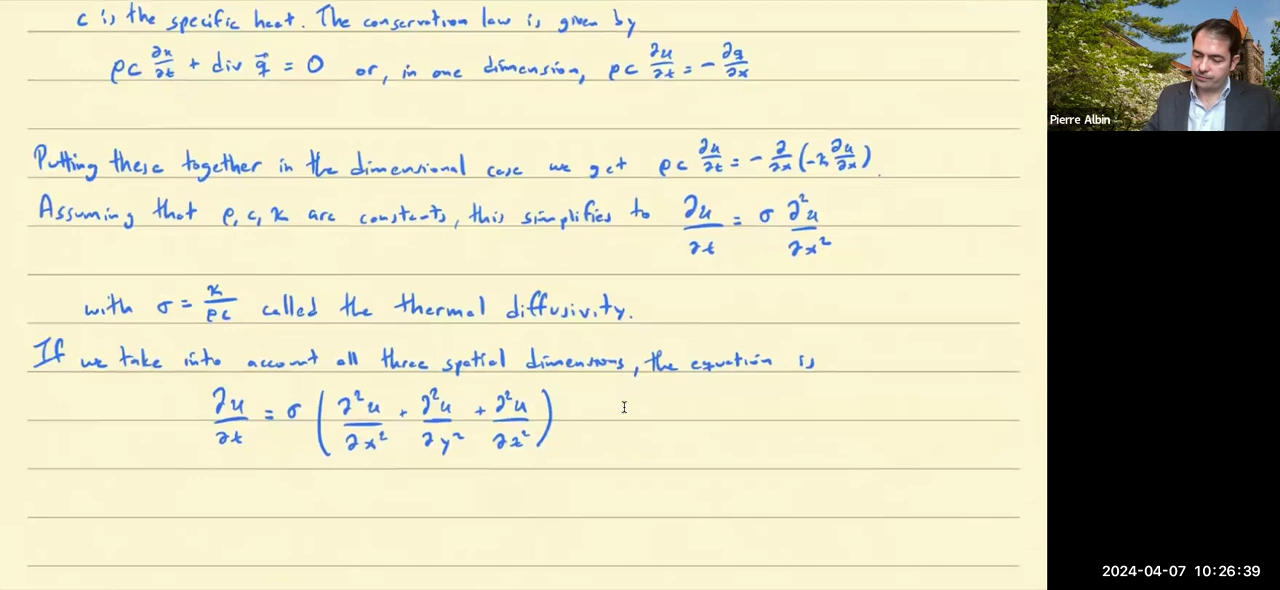 c is the specific heat. The conservation law is given by
ρc ∂u/∂t + div q⃗ = 0 or, in one dimension, ρc ∂u/∂t = - ∂q/∂x
Putting these together in the dimensional case we get ρc ∂u/∂t = - ∂/∂x (-κ ∂u/∂x).
Assuming that ρ, c, κ are constants, this simplifies to ∂u/∂t = σ ∂²u/∂x²
with σ = κ/ρc called the thermal diffusivity.
If we take into account all three spatial dimensions, the equation is
∂u/∂t = σ (∂²u/∂x² + ∂²u/∂y² + ∂²u/∂z²)
Pierre Albin
2024-04-07 10:26:39